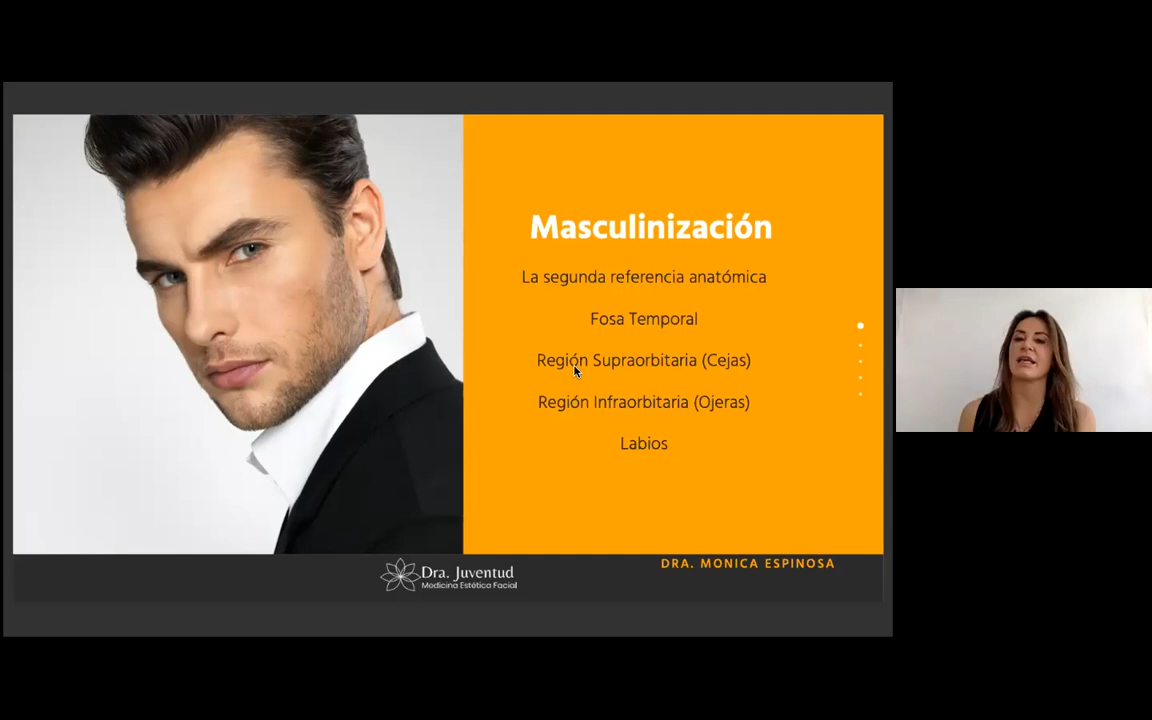 Masculinización
La segunda referencia anatómica
Fosa Temporal
Región Supraorbitaria (Cejas)
Región Infraorbitaria (Ojeras)
Labios
Dra. Juventud
Medicina Estética Facial
DRA. MONICA ESPINOSA